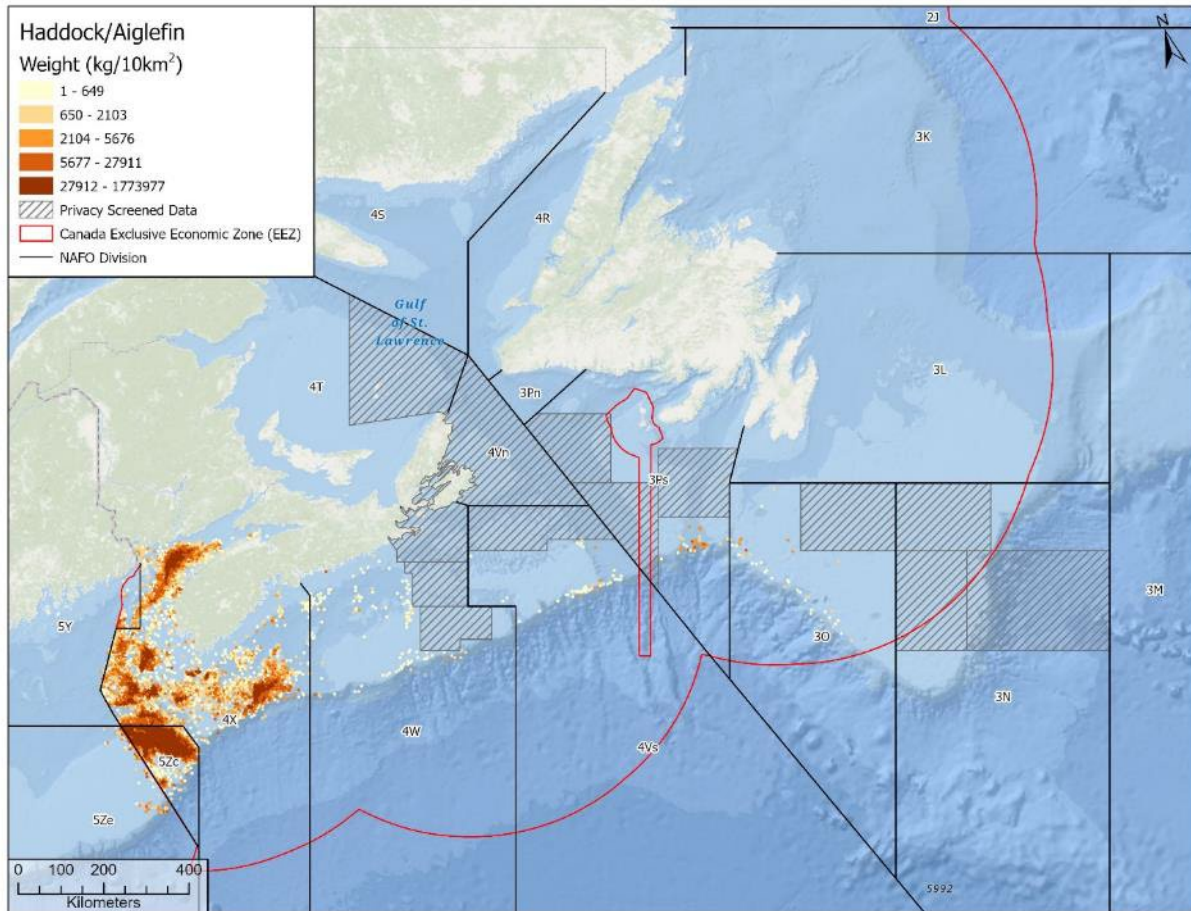 Haddock/Aiglefin
Weight (kg/10km²)
1 - 649
650 - 2103
2104 - 5676
5677 - 27911
27912 - 1773977
Privacy Screened Data
Canada Exclusive Economic Zone (EEZ)
NAFO Division
2J
N
3K
4S
4R
Gulf
of St.
Lawrence
4T
3Pn
3L
4Vn
3Ps
3M
5Y
3O
3N
4X
4W
4Vs
5Zc
5Ze
0 100 200 400
Kilometers
5992